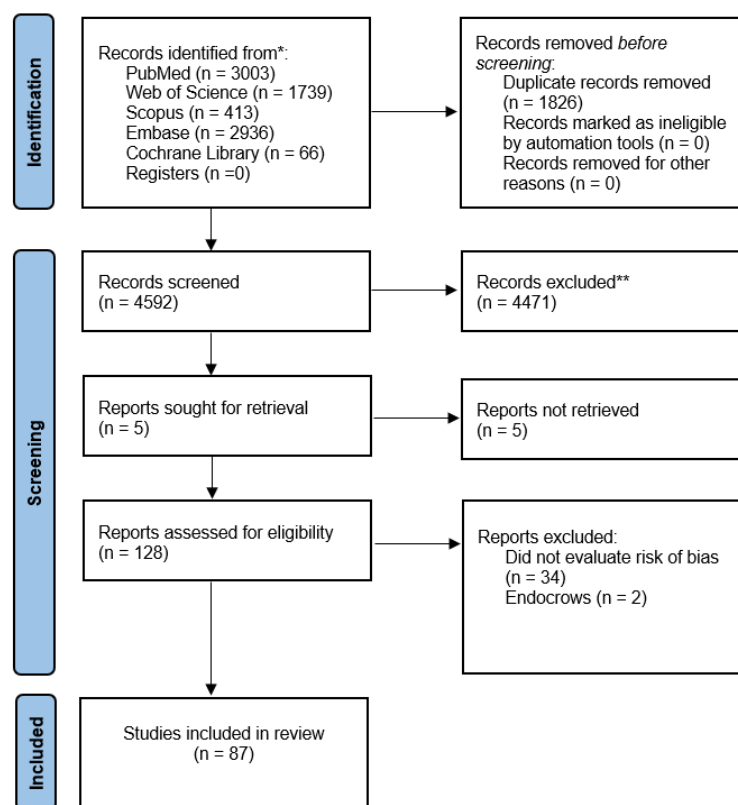 Identification
Records identified from*:
PubMed (n = 3003)
Web of Science (n = 1739)
Scopus (n = 413)
Embase (n = 2936)
Cochrane Library (n = 66)
Registers (n =0)
Records removed before
screening:
Duplicate records removed
(n = 1826)
Records marked as ineligible
by automation tools (n = 0)
Records removed for other
reasons (n = 0)
Screening
Records screened
(n = 4592)
Records excluded**
(n = 4471)
Reports sought for retrieval
(n = 5)
Reports not retrieved
(n = 5)
Reports assessed for eligibility
(n = 128)
Reports excluded:
Did not evaluate risk of bias
(n = 34)
Endocrows (n = 2)
Included
Studies included in review
(n = 87)